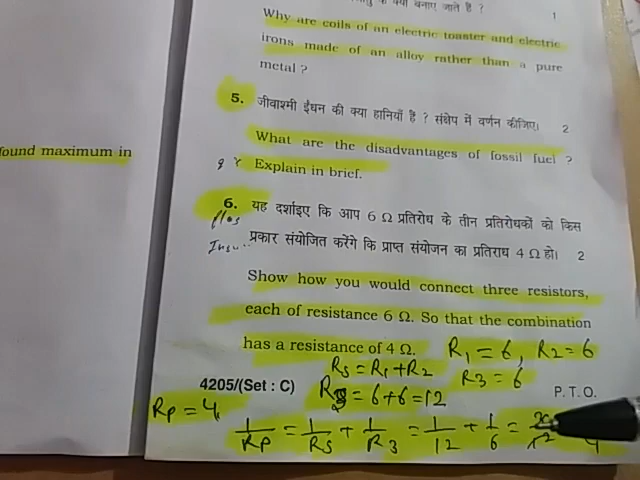 के क्या बनाए जाते हैं ?
1
Why are coils of an electric toaster and electric
irons made of an alloy rather than a pure
metal ?
5. जीवाश्मी ईंधन की क्या हानियाँ हैं ? संक्षेप में वर्णन कीजिए। 2
What are the disadvantages of fossil fuel ?
Explain in brief.
found maximum in
6. यह दर्शाइए कि आप 6 Ω प्रतिरोध के तीन प्रतिरोधकों को किस
प्रकार संयोजित करेंगे कि प्राप्त संयोजन का प्रतिराध 4 Ω हो। 2
Show how you would connect three resistors,
each of resistance 6 Ω. So that the combination
has a resistance of 4 Ω.
R1 = 6, R2 = 6
R3 = 6
Rs = R1 + R2
Rs = 6+6 = 12
4205/(Set : C)
P. T. O.
Rp = 4
1/Rp = 1/Rs + 1/R3 = 1/12 + 1/6 =